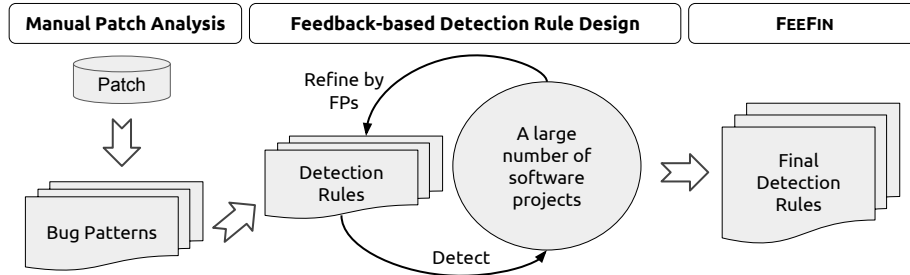 Manual Patch Analysis
Feedback-based Detection Rule Design
FEEFIN
Patch
Bug Patterns
Refine by
FPs
Detection
Rules
A large
number of
software
projects
Detect
Final
Detection
Rules